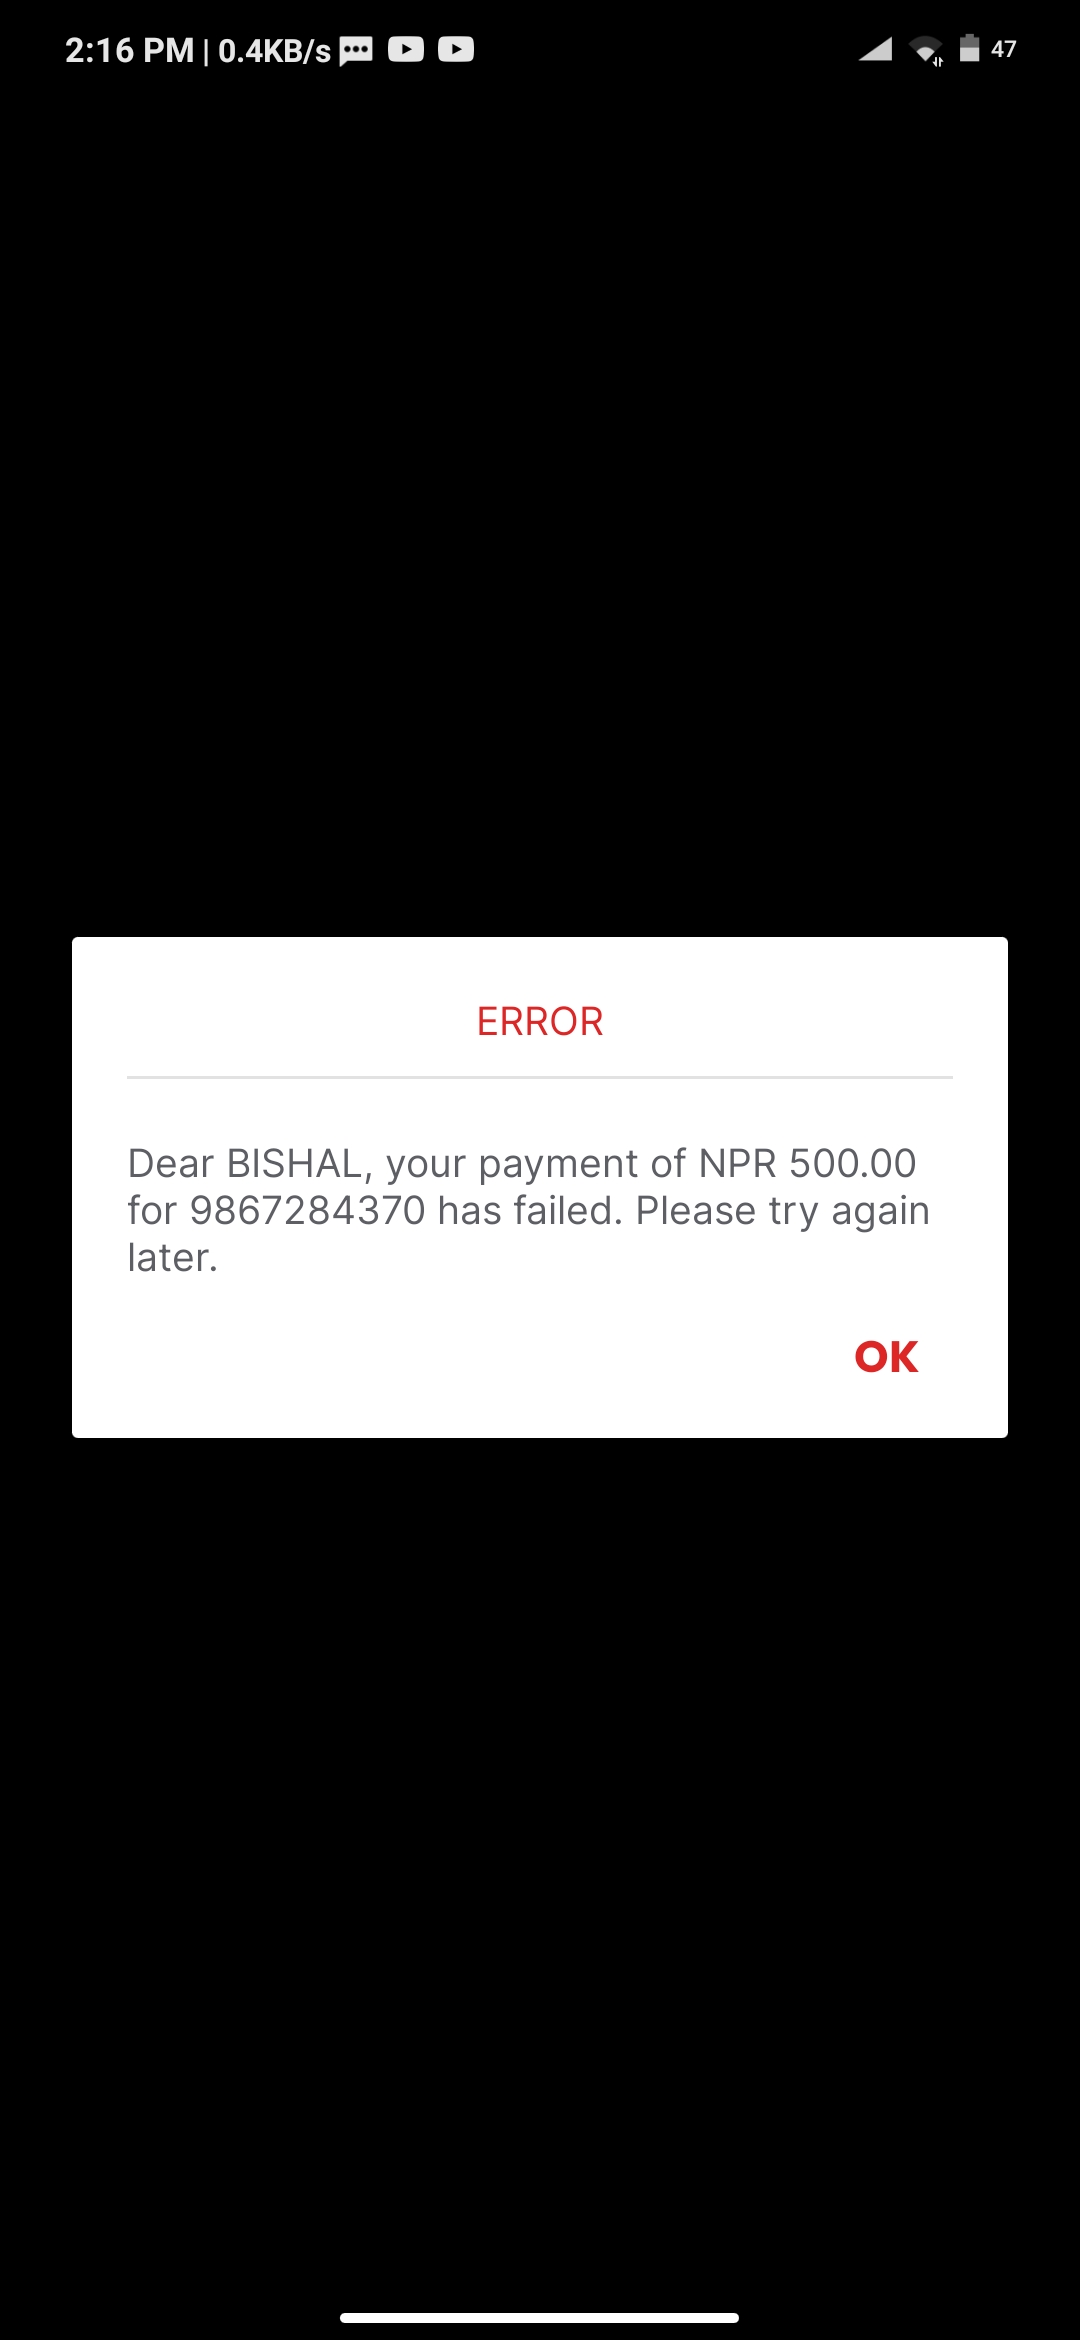 2:16 PM | 0.4KB/s 47
ERROR
Dear BISHAL, your payment of NPR 500.00
for 9867284370 has failed. Please try again
later.
OK